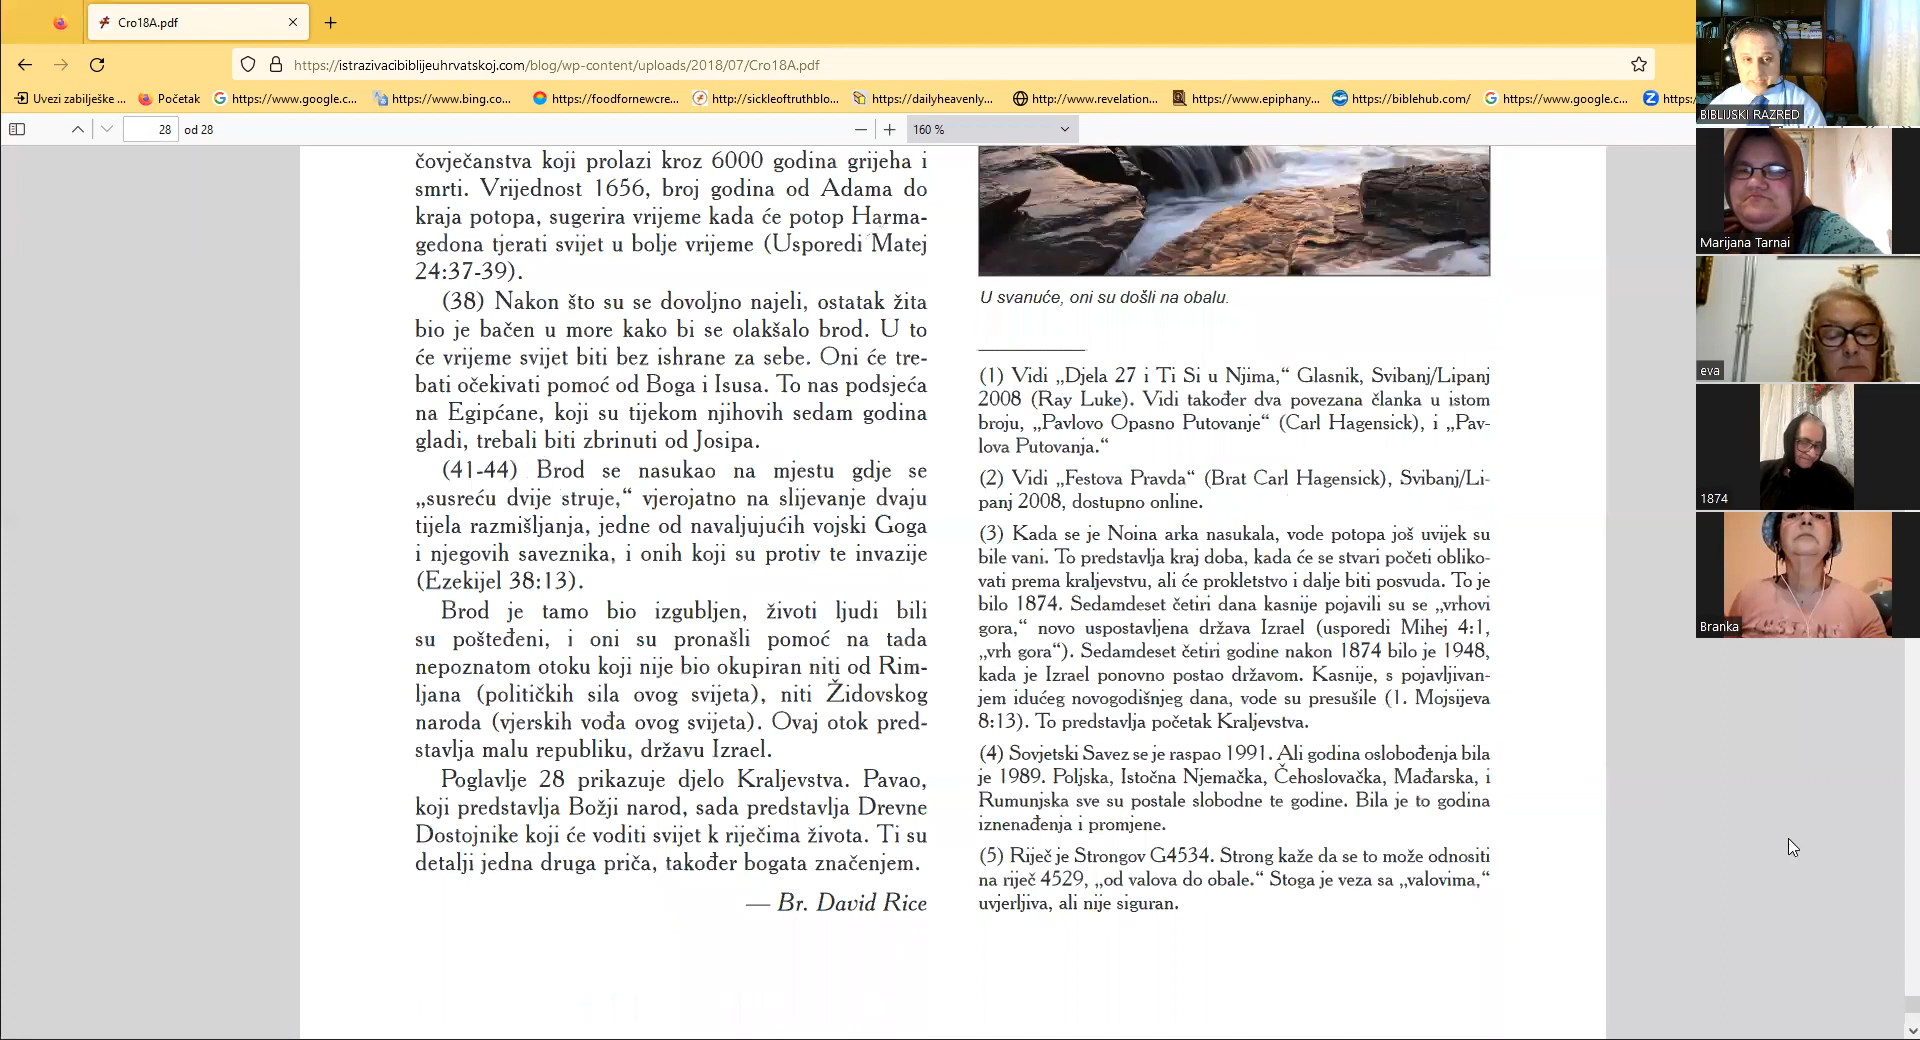 Cro18A.pdf
https://istrazivacibiblijeuhrvatskoj.com/blog/wp-content/uploads/2018/07/Cro18A.pdf
Uvezi zabilješke ...
Početak
https://www.google.c...
https://www.bing.co...
https://foodfornewcre...
http://sickleoftruthblo...
https://dailyheavenly...
http://www.revelation...
https://www.epiphany...
https://biblehub.com/
https://www.google.c...
https:
28
od 28
160 %
čovječanstva koji prolazi kroz 6000 godina grijeha i
smrti. Vrijednost 1656, broj godina od Adama do
kraja potopa, sugerira vrijeme kada će potop Harma-
gedona tjerati svijet u bolje vrijeme (Usporedi Matej
24:37-39).
(38) Nakon što su se dovoljno najeli, ostatak žita
bio je bačen u more kako bi se olakšalo brod. U to
će vrijeme svijet biti bez ishrane za sebe. Oni će tre-
bati očekivati pomoć od Boga i Isusa. To nas podsjeća
na Egipćane, koji su tijekom njihovih sedam godina
gladi, trebali biti zbrinuti od Josipa.
(41-44) Brod se nasukao na mjestu gdje se
„susreću dvije struje,“ vjerojatno na slijevanje dvaju
tijela razmišljanja, jedne od navaljujućih vojski Goga
i njegovih saveznika, i onih koji su protiv te invazije
(Ezekijel 38:13).
Brod je tamo bio izgubljen, životi ljudi bili
su pošteđeni, i oni su pronašli pomoć na tada
nepoznatom otoku koji nije bio okupiran niti od Rim-
ljana (političkih sila ovog svijeta), niti Židovskog
naroda (vjerskih vođa ovog svijeta). Ovaj otok pred-
stavlja malu republiku, državu Izrael.
Poglavlje 28 prikazuje djelo Kraljevstva. Pavao,
koji predstavlja Božji narod, sada predstavlja Drevne
Dostojnike koji će voditi svijet k riječima života. Ti su
detalji jedna druga priča, također bogata značenjem.
— Br. David Rice
U svanuće, oni su došli na obalu.
(1) Vidi „Djela 27 i Ti Si u Njima,“ Glasnik, Svibanj/Lipanj
2008 (Ray Luke). Vidi također dva povezana članka u istom
broju, „Pavlovo Opasno Putovanje“ (Carl Hagensick), i „Pav-
lova Putovanja.“
(2) Vidi „Festova Pravda“ (Brat Carl Hagensick), Svibanj/Li-
panj 2008, dostupno online.
(3) Kada se je Noina arka nasukala, vode potopa još uvijek su
bile vani. To predstavlja kraj doba, kada će se stvari početi obliko-
vati prema kraljevstvu, ali će prokletstvo i dalje biti posvuda. To je
bilo 1874. Sedamdeset četiri dana kasnije pojavili su se „vrhovi
gora,“ novo uspostavljena država Izrael (usporedi Mihej 4:1,
„vrh gora“). Sedamdeset četiri godine nakon 1874 bilo je 1948,
kada je Izrael ponovno postao državom. Kasnije, s pojavljivan-
jem idućeg novogodišnjeg dana, vode su presušile (1. Mojsijeva
8:13). To predstavlja početak Kraljevstva.
(4) Sovjetski Savez se je raspao 1991. Ali godina oslobođenja bila
je 1989. Poljska, Istočna Njemačka, Čehoslovačka, Mađarska, i
Rumunjska sve su postale slobodne te godine. Bila je to godina
iznenađenja i promjene.
(5) Riječ je Strongov G4534. Strong kaže da se to može odnositi
na riječ 4529, „od valova do obale.“ Stoga je veza sa „valovima,“
uvjerljiva, ali nije siguran.
BIBLIJSKI RAZRED
Marijana Tarnai
eva
1874
Branka